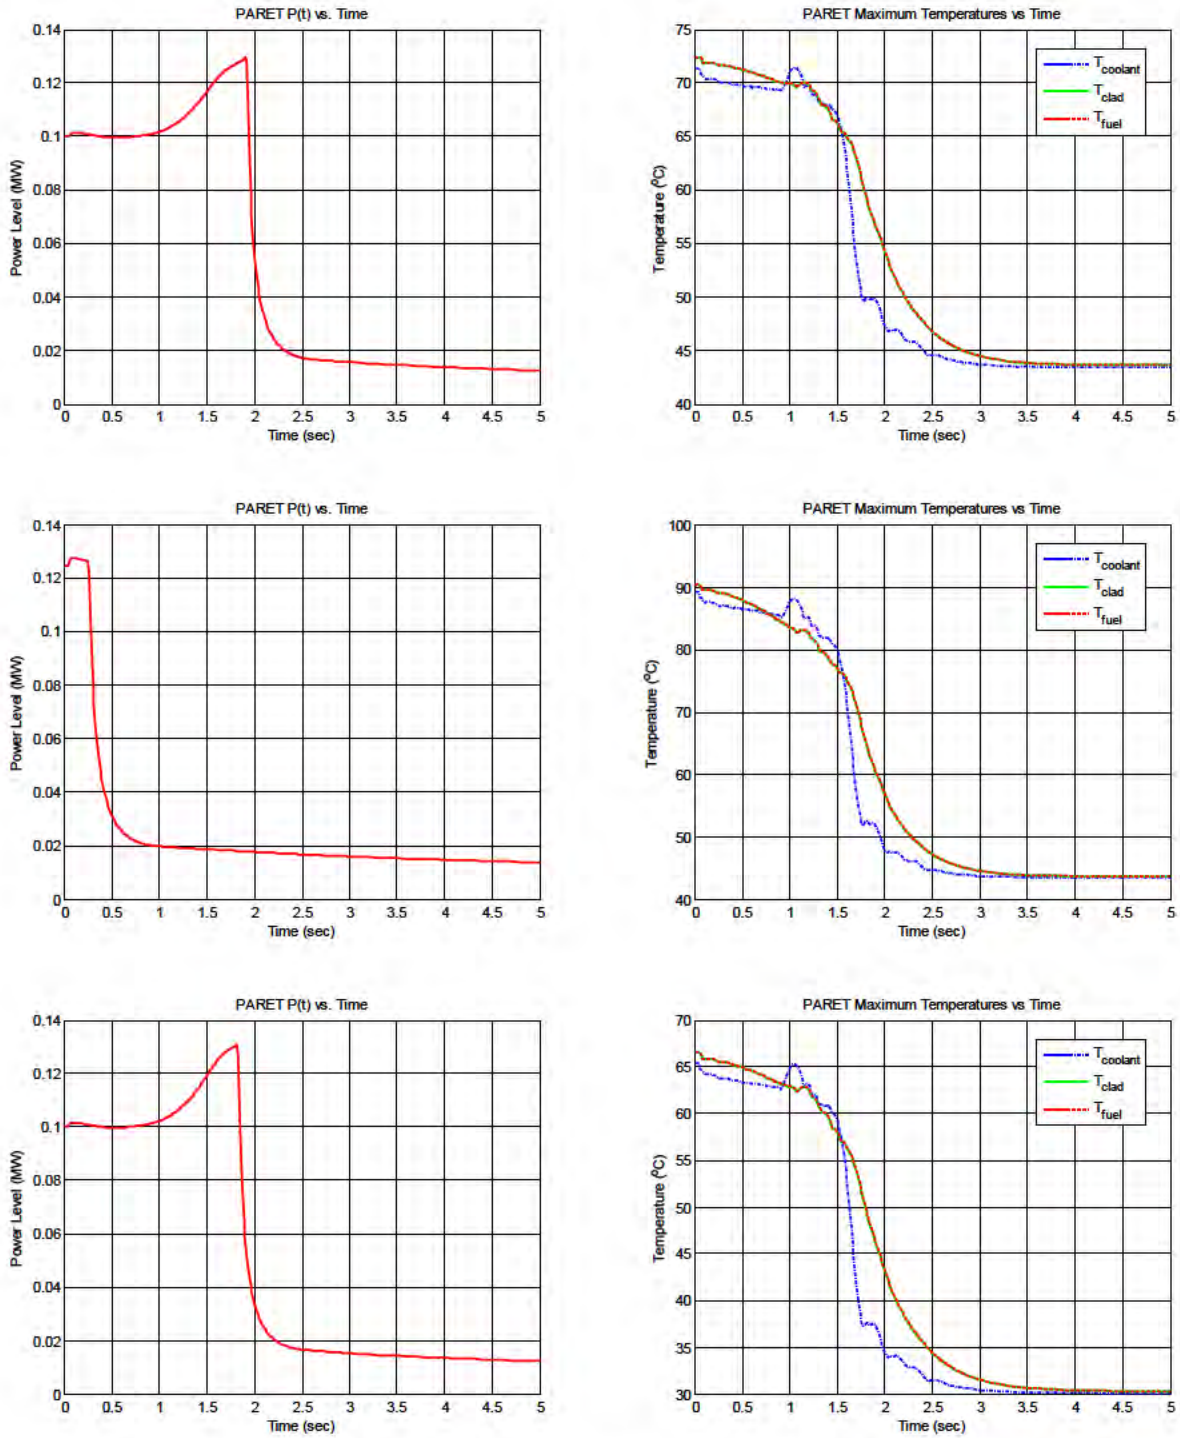 PARET P(t) vs. Time
0.14
0.12
0.1
0.08
0.06
0.04
0.02
0
Power Level (MW)
0 0.5 1 1.5 2 2.5 3 3.5 4 4.5 5
Time (sec)
PARET Maximum Temperatures vs Time
75
70
65
60
55
50
45
40
Temperature (°C)
T_coolant
T_clad
T_fuel
0 0.5 1 1.5 2 2.5 3 3.5 4 4.5 5
Time (sec)
PARET P(t) vs. Time
0.14
0.12
0.1
0.08
0.06
0.04
0.02
0
Power Level (MW)
0 0.5 1 1.5 2 2.5 3 3.5 4 4.5 5
Time (sec)
PARET Maximum Temperatures vs Time
100
90
80
70
60
50
40
Temperature (°C)
T_coolant
T_clad
T_fuel
0 0.5 1 1.5 2 2.5 3 3.5 4 4.5 5
Time (sec)
PARET P(t) vs. Time
0.14
0.12
0.1
0.08
0.06
0.04
0.02
0
Power Level (MW)
0 0.5 1 1.5 2 2.5 3 3.5 4 4.5 5
Time (sec)
PARET Maximum Temperatures vs Time
70
65
60
55
50
45
40
35
30
Temperature (°C)
T_coolant
T_clad
T_fuel
0 0.5 1 1.5 2 2.5 3 3.5 4 4.5 5
Time (sec)